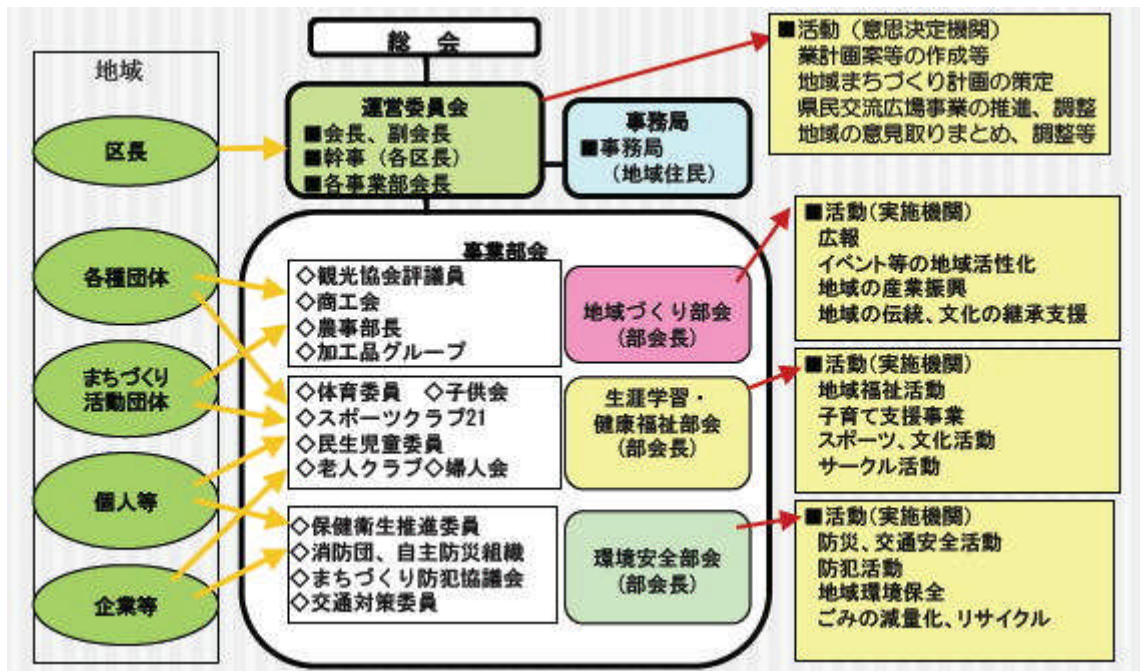 総 会
地域
区長
各種団体
まちづくり
活動団体
個人等
企業等
運営委員会
■会長、副会長
■幹事（各区長）
■各事業部会長
事務局
■事務局
（地域住民）
■活動（意思決定機関）
業計画案等の作成等
地域まちづくり計画の策定
県民交流広場事業の推進、調整
地域の意見取りまとめ、調整等
事業部会
◇観光協会評議員
◇商工会
◇農事部長
◇加工品グループ
地域づくり部会
(部会長)
■活動(実施機関)
広報
イベント等の地域活性化
地域の産業振興
地域の伝統、文化の継承支援
◇体育委員 ◇子供会
◇スポーツクラブ21
◇民生児童委員
◇老人クラブ◇婦人会
生涯学習・
健康福祉部会
(部会長)
■活動(実施機関)
地域福祉活動
子育て支援事業
スポーツ、文化活動
サークル活動
◇保健衛生推進委員
◇消防団、自主防災組織
◇まちづくり防犯協議会
◇交通対策委員
環境安全部会
(部会長)
■活動(実施機関)
防災、交通安全活動
防犯活動
地域環境保全
ごみの減量化、リサイクル